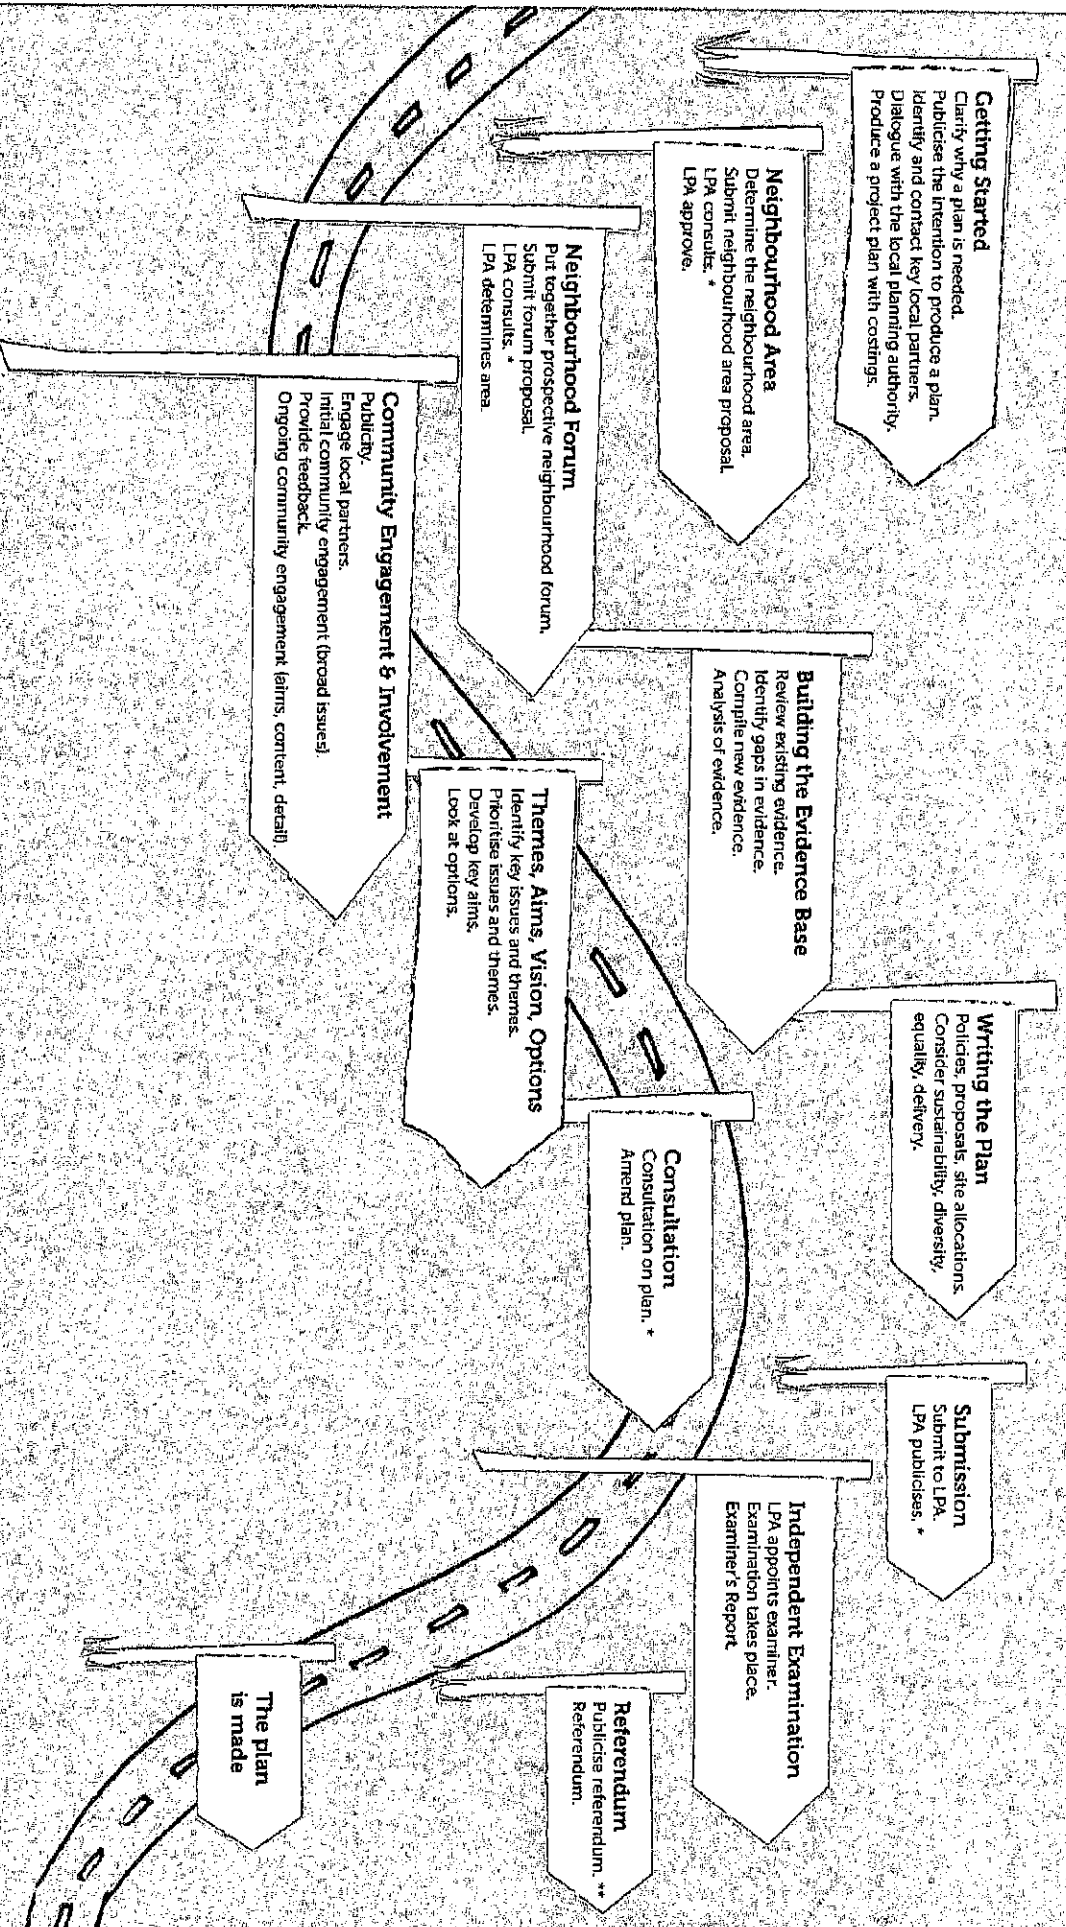 Getting Started
Clarify why a plan is needed.
Publicise the intention to produce a plan.
Identify and contact key local partners.
Dialogue with the local planning authority.
Produce a project plan with costings.
Neighbourhood Area
Determine the neighbourhood area.
Submit neighbourhood area proposal.
LPA consults. *
LPA approve.
Neighbourhood Forum
Put together prospective neighbourhood forum.
Submit forum proposal.
LPA consults. *
LPA determines area.
Community Engagement & Involvement
Publicity.
Engage local partners.
Initial community engagement (broad issues).
Provide feedback.
Ongoing community engagement (aims, content, detail)
Building the Evidence Base
Review existing evidence.
Identify gaps in evidence.
Compile new evidence.
Analysis of evidence.
Themes, Aims, Vision, Options
Identify key issues and themes.
Prioritise issues and themes.
Develop key aims.
Look at options.
Writing the Plan
Policies, proposals, site allocations.
Consider sustainability, diversity,
equality, delivery.
Consultation
Consultation on plan. *
Amend plan.
Submission
Submit to LPA.
LPA publicises. *
Independent Examination
LPA appoints examiner.
Examination takes place.
Examiner's Report.
Referendum
Publicise referendum. **
Referendum.
The plan
is made